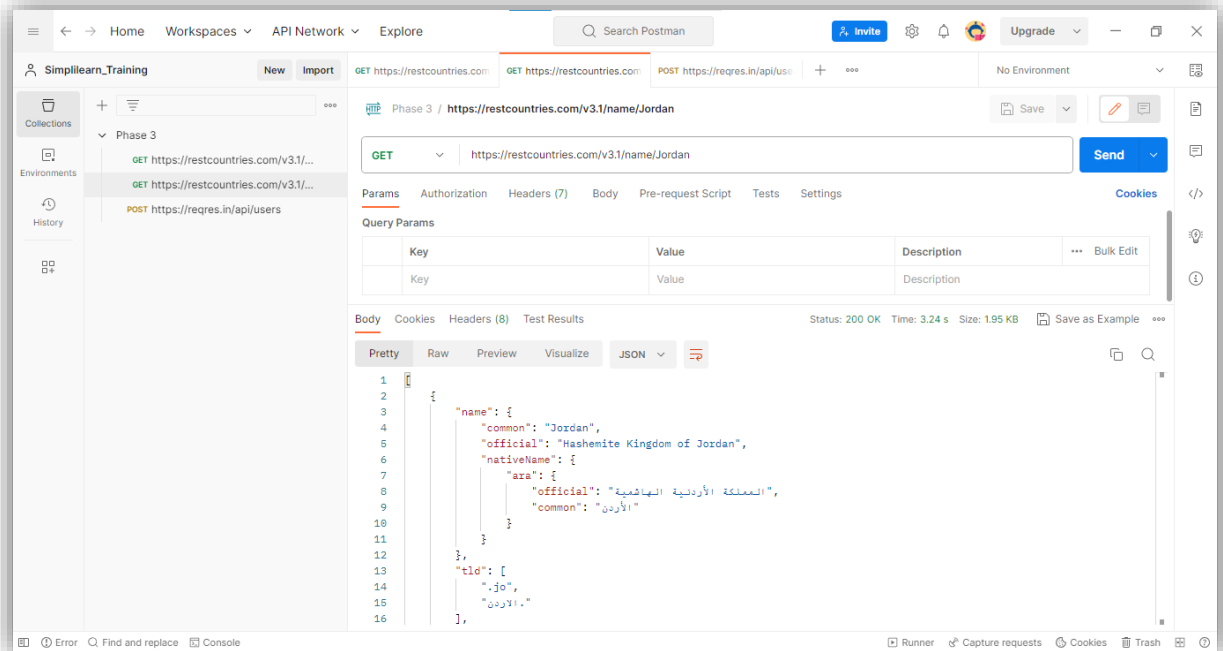 Home Workspaces API Network Explore Search Postman Invite Upgrade
Simplilearn_Training New Import GET https://restcountries.com GET https://restcountries.com POST https://reqres.in/api/use No Environment
Collections
Environments
History
Phase 3
GET https://restcountries.com/v3.1/...
GET https://restcountries.com/v3.1/...
POST https://reqres.in/api/users
HTTP Phase 3 / https://restcountries.com/v3.1/name/Jordan Save
GET https://restcountries.com/v3.1/name/Jordan Send
Params Authorization Headers (7) Body Pre-request Script Tests Settings Cookies
Query Params
Key Value Description Bulk Edit
Key Value Description
Body Cookies Headers (8) Test Results Status: 200 OK Time: 3.24 s Size: 1.95 KB Save as Example
Pretty Raw Preview Visualize JSON
1 [
2 {
3 "name": {
4 "common": "Jordan",
5 "official": "Hashemite Kingdom of Jordan",
6 "nativeName": {
7 "ara": {
8 "official": "المملكة الأردنية الهاشمية",
9 "common": "الأردن"
10 }
11 }
12 },
13 "tld": [
14 ".jo",
15 "الاردن."
16 ],
Error Find and replace Console Runner Capture requests Cookies Trash